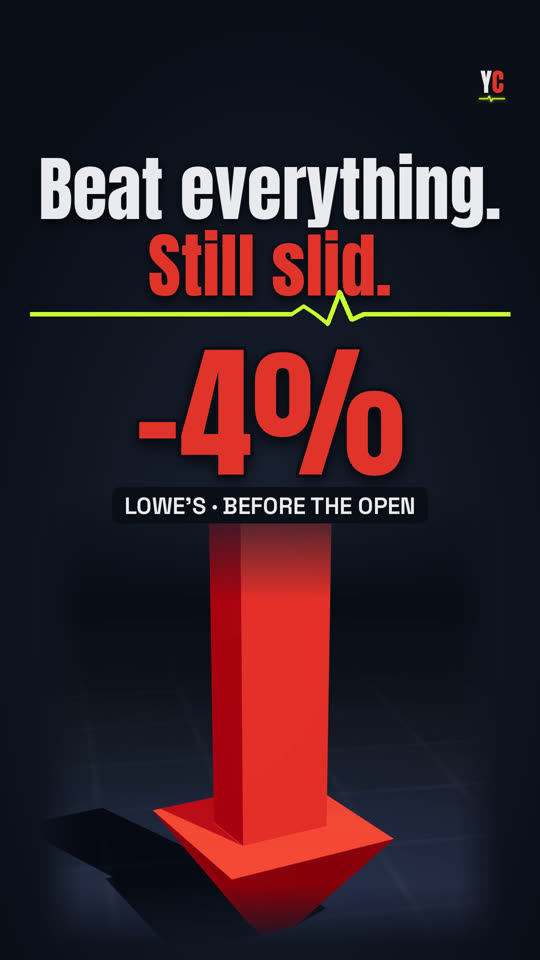 YC
Beat everything.
Still slid.
-4%
LOWE'S · BEFORE THE OPEN